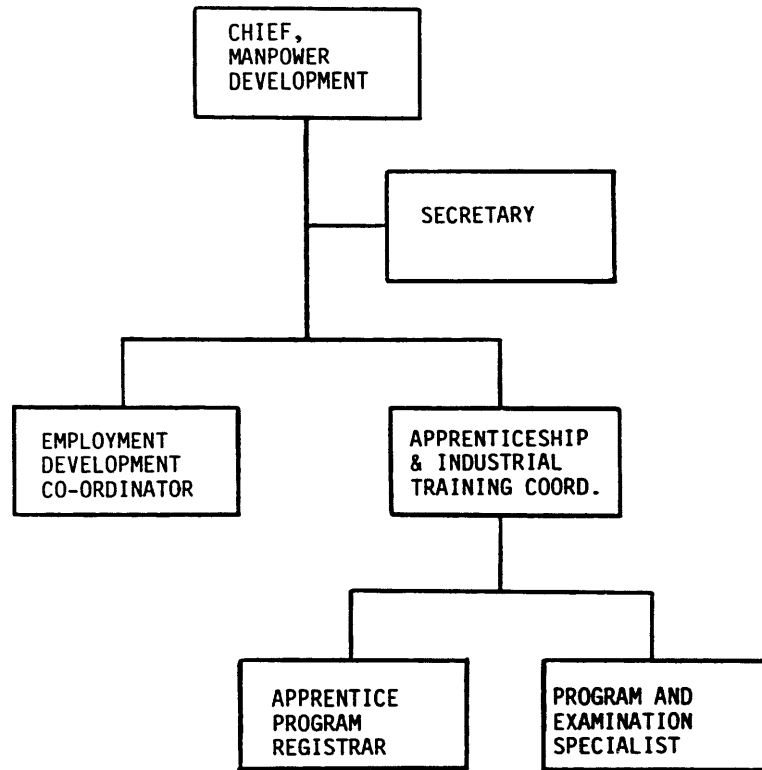 CHIEF,
MANPOWER
DEVELOPMENT
SECRETARY
EMPLOYMENT
DEVELOPMENT
CO-ORDINATOR
APPRENTICESHIP
& INDUSTRIAL
TRAINING COORD.
APPRENTICE
PROGRAM
REGISTRAR
PROGRAM AND
EXAMINATION
SPECIALIST